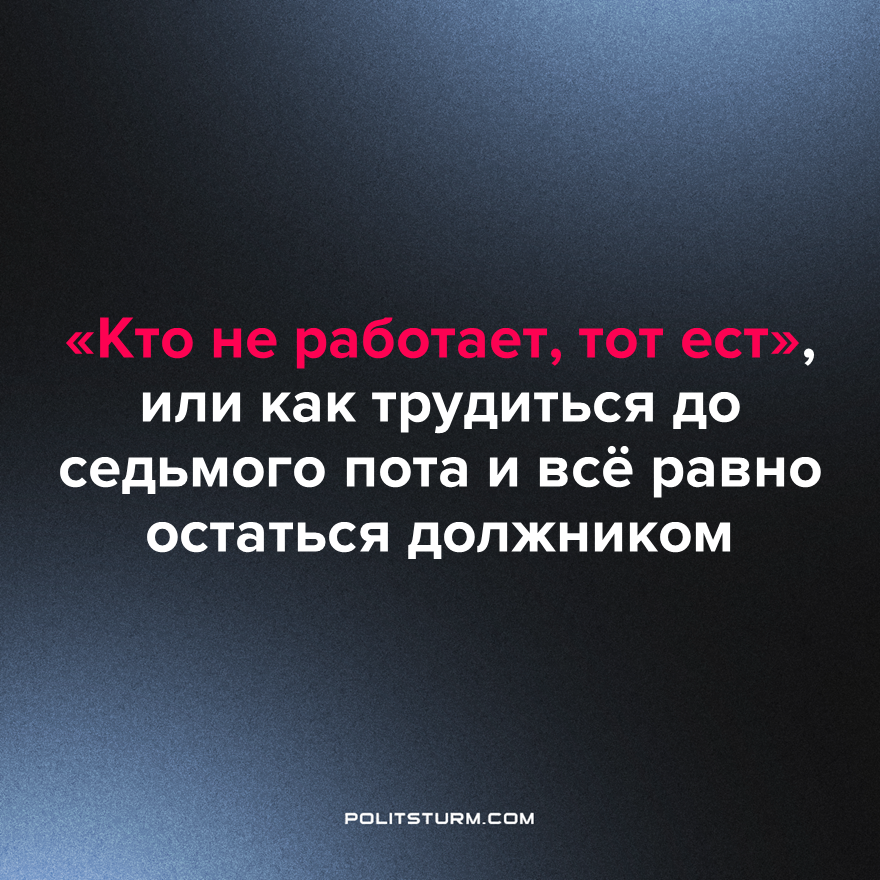 «Кто не работает, тот ест»,
или как трудиться до
седьмого пота и всё равно
остаться должником
POLITSTURM.COM